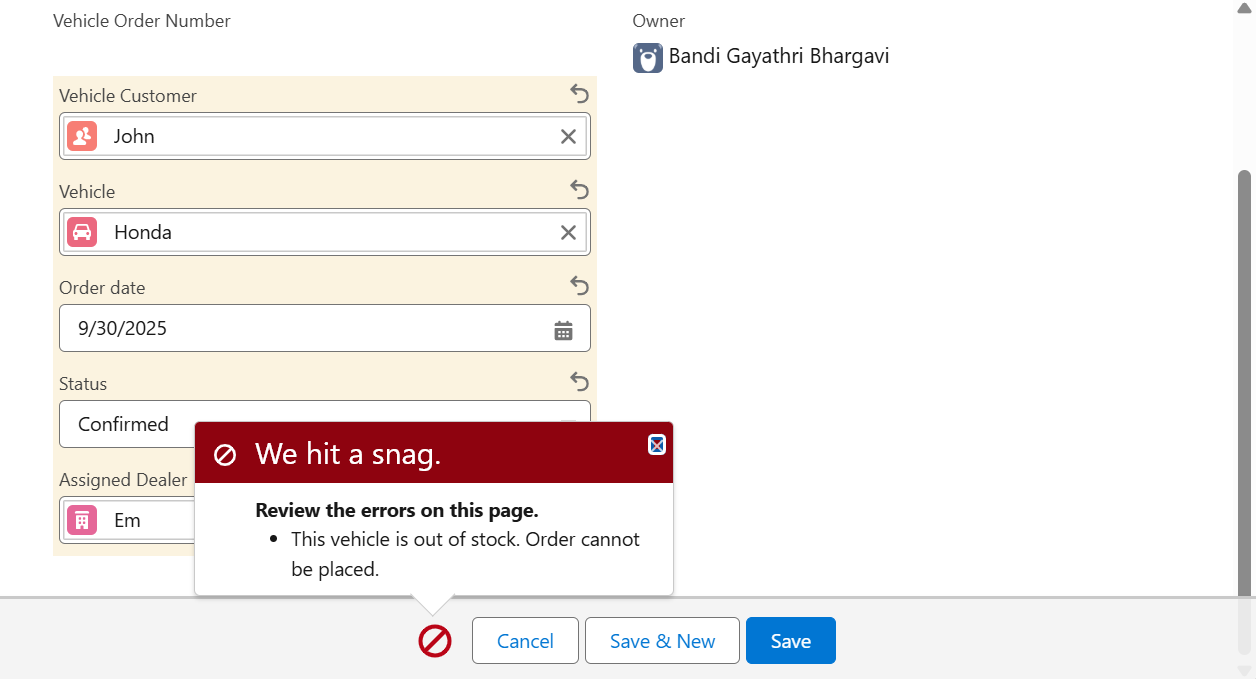 Vehicle Order Number
Owner
Bandi Gayathri Bhargavi
Vehicle Customer
John
Vehicle
Honda
Order date
9/30/2025
Status
Confirmed
We hit a snag.
Assigned Dealer
Em
Review the errors on this page.
• This vehicle is out of stock. Order cannot
be placed.
Cancel
Save & New
Save